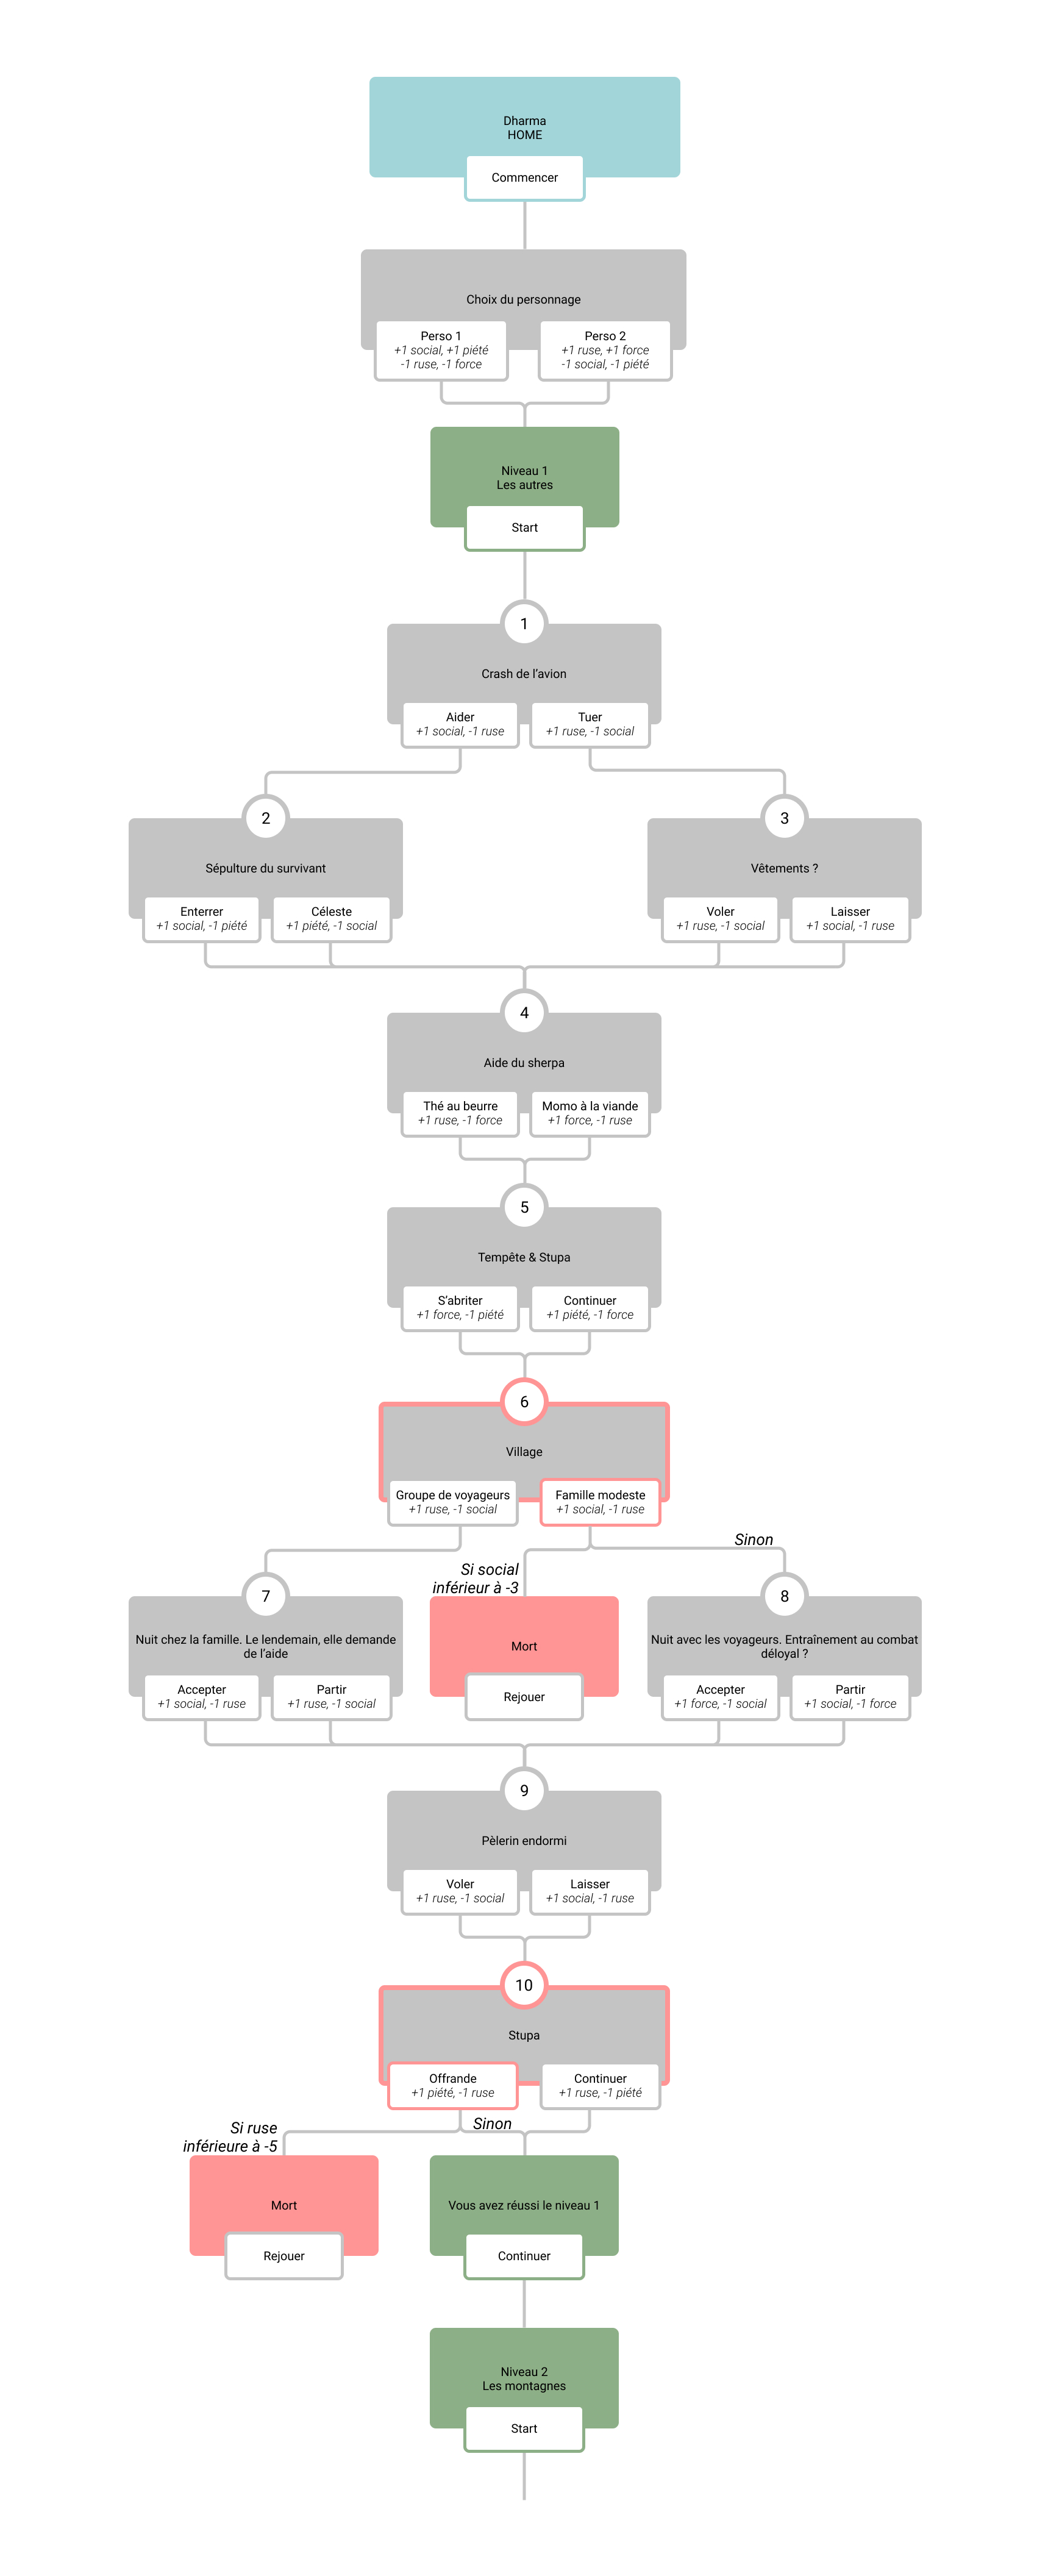 Dharma
HOME
Commencer
Choix du personnage
Perso 1
+1 social, +1 piété
-1 ruse, -1 force
Perso 2
+1 ruse, +1 force
-1 social, -1 piété
Niveau 1
Les autres
Start
1
Crash de l’avion
Aider
+1 social, -1 ruse
Tuer
+1 ruse, -1 social
2
Sépulture du survivant
Enterrer
+1 social, -1 piété
Céleste
+1 piété, -1 social
3
Vêtements ?
Voler
+1 ruse, -1 social
Laisser
+1 social, -1 ruse
4
Aide du sherpa
Thé au beurre
+1 ruse, -1 force
Momo à la viande
+1 force, -1 ruse
5
Tempête & Stupa
S’abriter
+1 force, -1 piété
Continuer
+1 piété, -1 force
6
Village
Groupe de voyageurs
+1 ruse, -1 social
Famille modeste
+1 social, -1 ruse
Si social
inférieur à -3
Sinon
7
Nuit chez la famille. Le lendemain, elle demande
de l’aide
Accepter
+1 social, -1 ruse
Partir
+1 ruse, -1 social
Mort
Rejouer
8
Nuit avec les voyageurs. Entraînement au combat
déloyal ?
Accepter
+1 force, -1 social
Partir
+1 social, -1 force
9
Pèlerin endormi
Voler
+1 ruse, -1 social
Laisser
+1 social, -1 ruse
10
Stupa
Offrande
+1 piété, -1 ruse
Continuer
+1 ruse, -1 piété
Si ruse
inférieure à -5
Sinon
Mort
Rejouer
Vous avez réussi le niveau 1
Continuer
Niveau 2
Les montagnes
Start